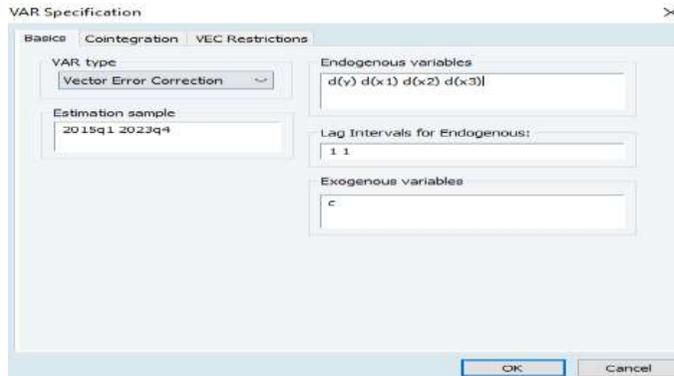 VAR Specification
Basics Cointegration VEC Restrictions
VAR type
Vector Error Correction
Estimation sample
2015q1 2023q4
Endogenous variables
d(y) d(x1) d(x2) d(x3)
Lag Intervals for Endogenous:
1 1
Exogenous variables
c
OK Cancel